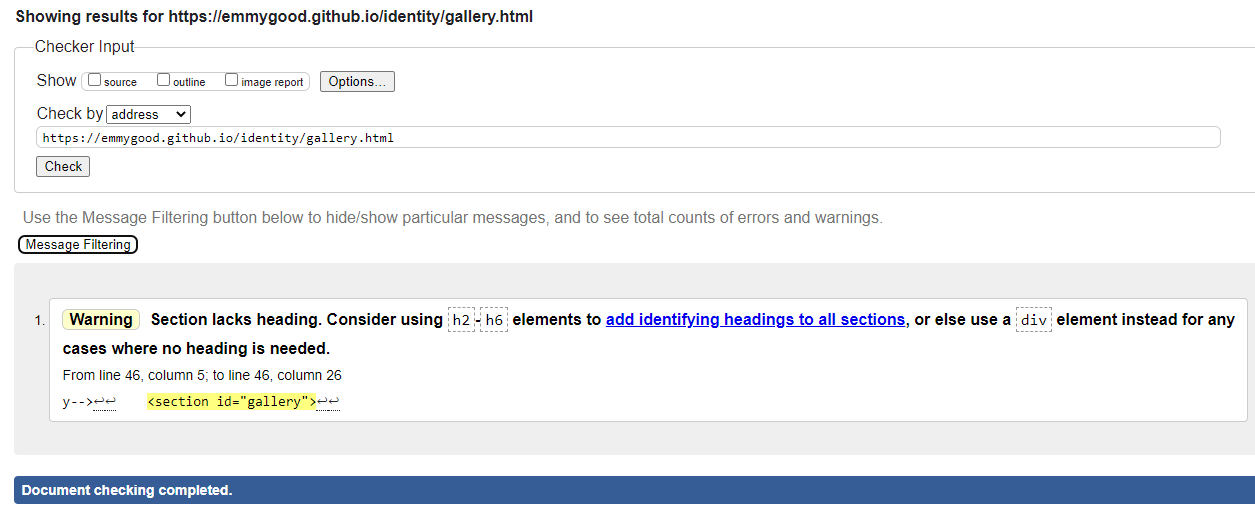 Showing results for https://emmygood.github.io/identity/gallery.html
Checker Input
Show source outline image report Options...
Check by address
https://emmygood.github.io/identity/gallery.html
Check
Use the Message Filtering button below to hide/show particular messages, and to see total counts of errors and warnings.
Message Filtering
1. Warning Section lacks heading. Consider using h2-h6 elements to add identifying headings to all sections, or else use a div element instead for any
cases where no heading is needed.
From line 46, column 5; to line 46, column 26
y-->↩↩ <section id="gallery">↩↩
Document checking completed.